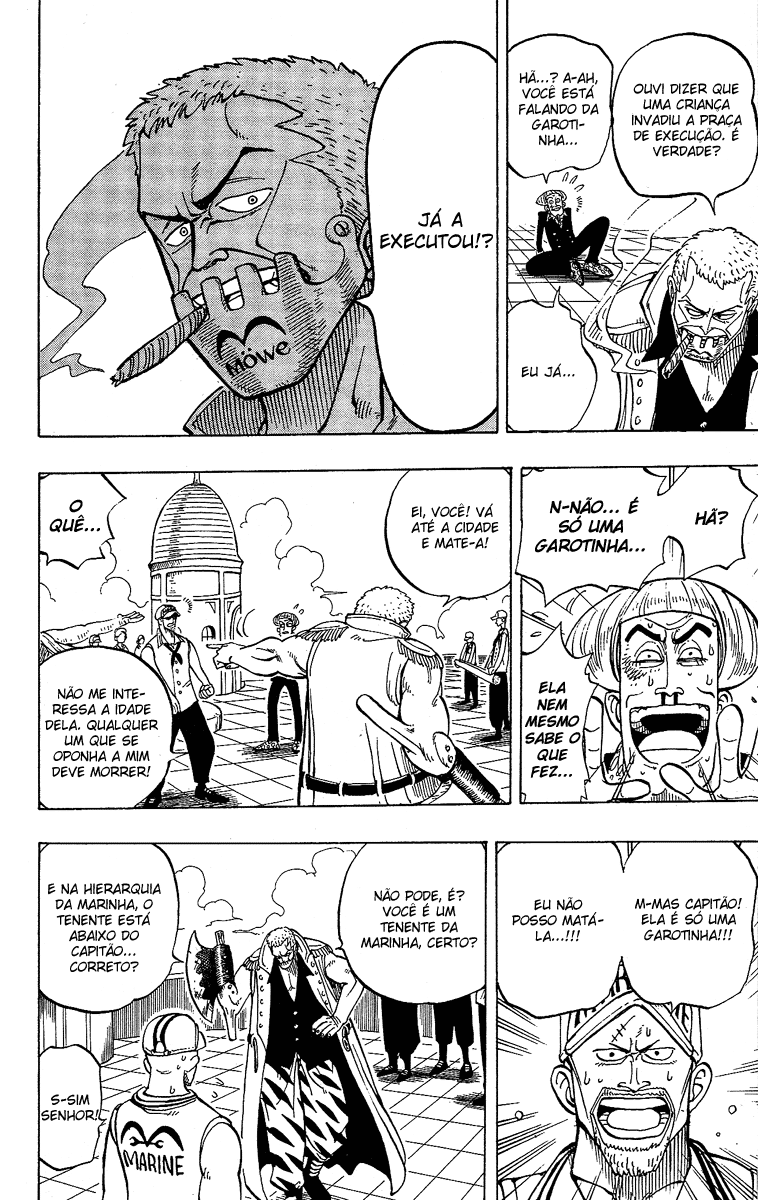 OUVI DIZER QUE
UMA CRIANÇA
INVADIU A PRAÇA
DE EXECUÇÃO. É
VERDADE?
HÃ...? A-AH,
VOCÊ ESTÁ
FALANDO DA
GAROTI-
NHA...
EU JÁ...
JÁ A
EXECUTOU!?
MÖWE
HÃ?
N-NÃO... É
SÓ UMA
GAROTINHA...
ELA
NEM
MESMO
SABE O
QUE
FEZ...
EI, VOCÊ! VÁ
ATÉ A CIDADE
E MATE-A!
O
QUÊ...
NÃO ME INTE-
RESSA A IDADE
DELA. QUALQUER
UM QUE SE
OPONHA A MIM
DEVE MORRER!
M-MAS CAPITÃO!
ELA É SÓ UMA
GAROTINHA!!!
EU NÃO
POSSO MATÁ-
LA...!!!
NÃO PODE, É?
VOCÊ É UM
TENENTE DA
MARINHA, CERTO?
E NA HIERARQUIA
DA MARINHA, O
TENENTE ESTÁ
ABAIXO DO
CAPITÃO...
CORRETO?
S-SIM
SENHOR!
MARINE